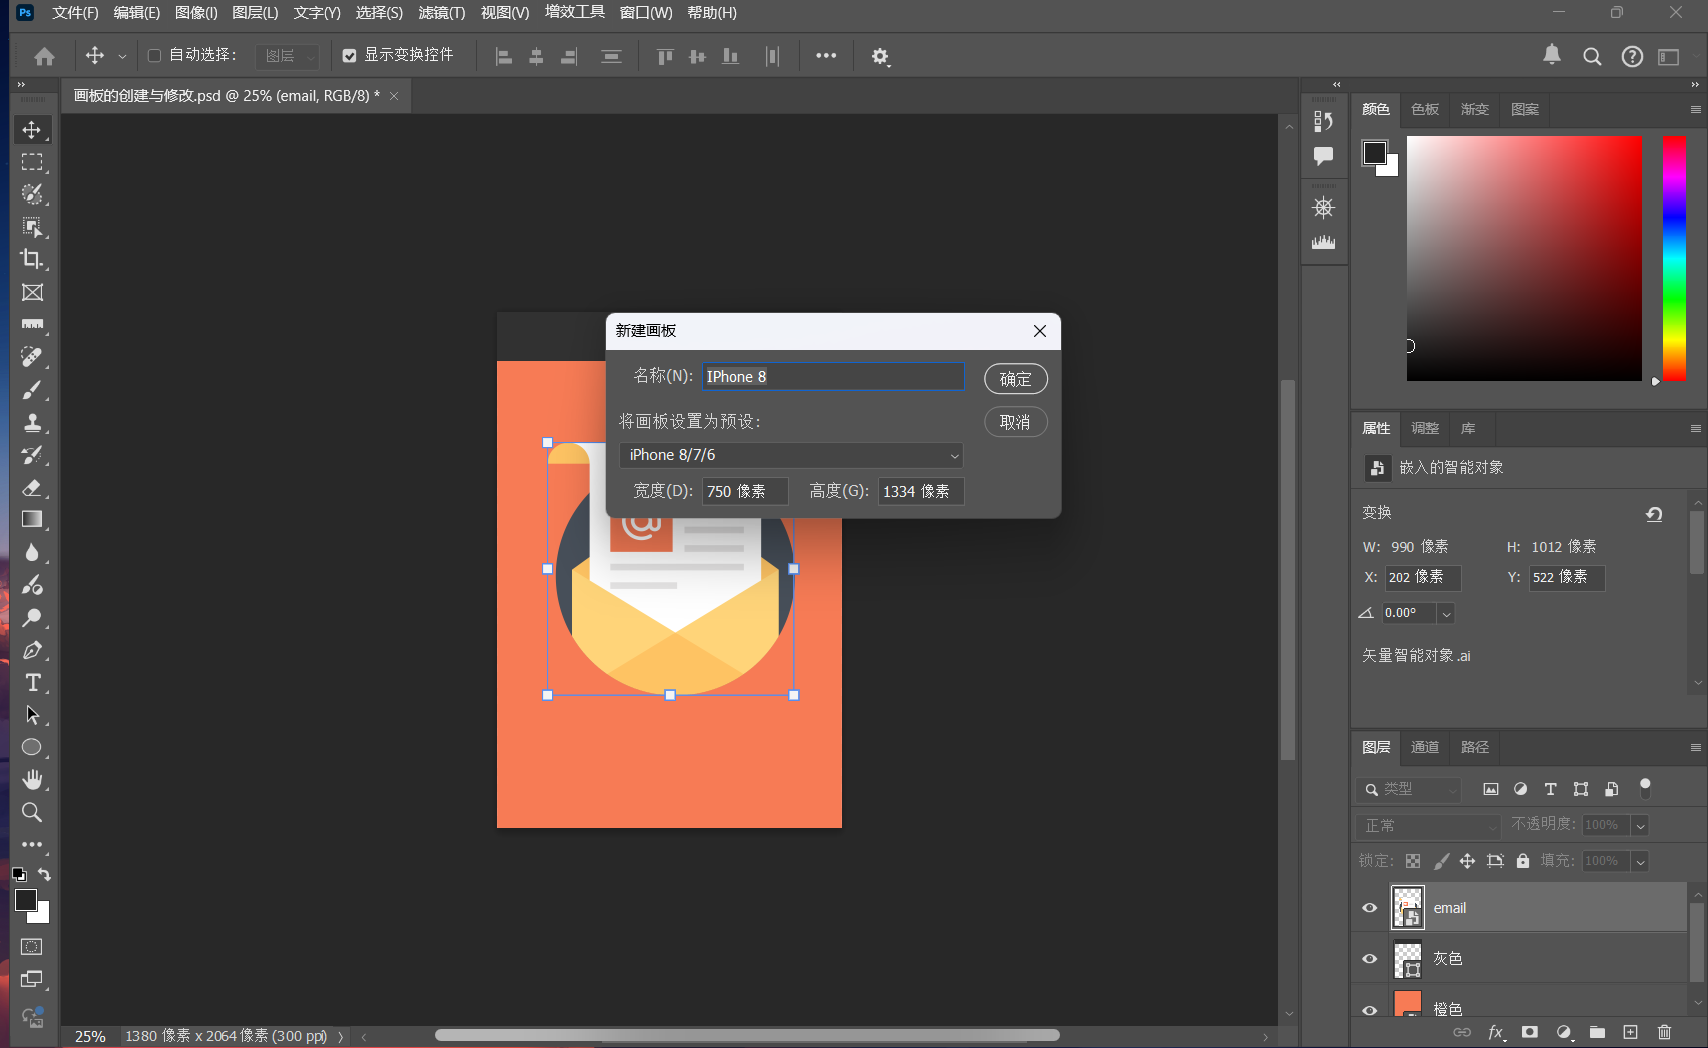 Ps 文件(F) 编辑(E) 图像(I) 图层(L) 文字(Y) 选择(S) 滤镜(T) 视图(V) 增效工具 窗口(W) 帮助(H)
自动选择: 图层 显示变换控件
画板的创建与修改.psd @ 25% (email, RGB/8) *
颜色 色板 渐变 图案
新建画板
名称(N): IPhone 8 确定
将画板设置为预设: 取消
iPhone 8/7/6
宽度(D): 750 像素 高度(G): 1334 像素
@
属性 调整 库
嵌入的智能对象
变换
W: 990 像素 H: 1012 像素
X: 202 像素 Y: 522 像素
0.00°
矢量智能对象.ai
图层 通道 路径
类型
正常 不透明度: 100%
锁定: 填充: 100%
email
灰色
橙色
fx
25% 1380 像素 x 2064 像素 (300 ppi)